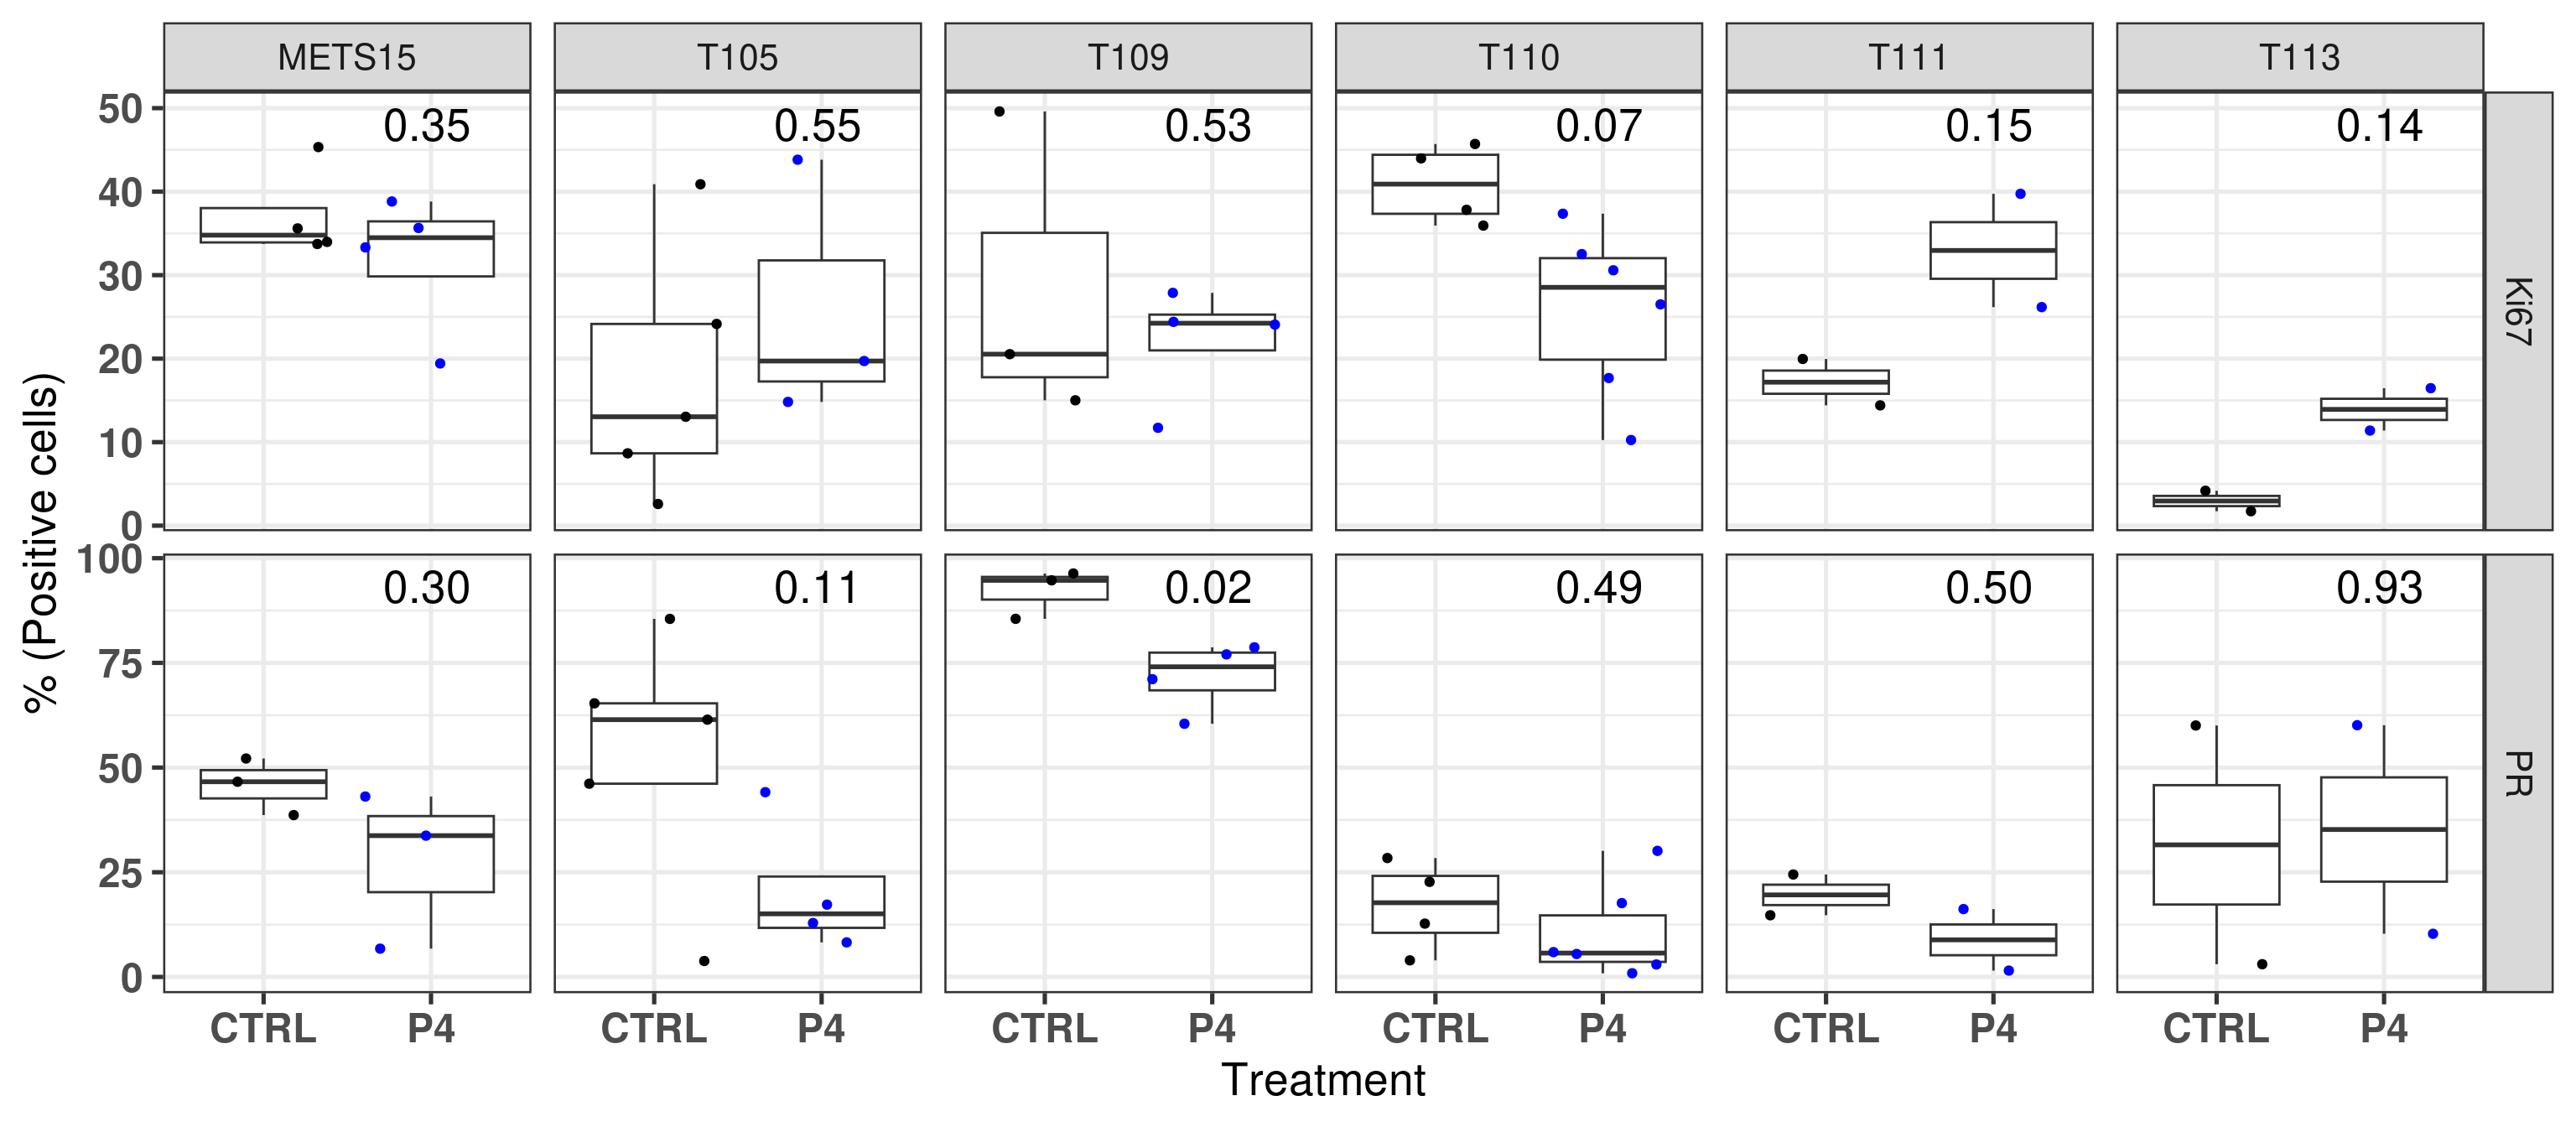 METS15 T105 T109 T110 T111 T113
50 0.35 0.55 0.53 0.07 0.15 0.14
40
30
20
10
0
Ki67
% (Positive cells)
100 0.30 0.11 0.02 0.49 0.50 0.93
75
50
25
0
PR
CTRL P4 CTRL P4 CTRL P4 CTRL P4 CTRL P4 CTRL P4
Treatment